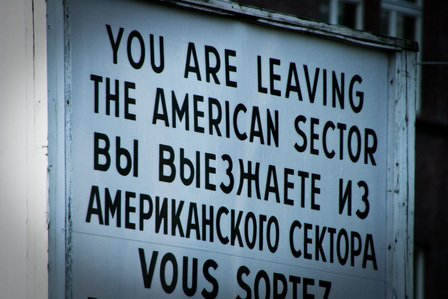 YOU ARE LEAVING
THE AMERICAN SECTOR
ВЫ ВЫЕЗЖАЕТЕ ИЗ
АМЕРИКАНСКОГО СЕКТОРА
VOUS SORTEZ